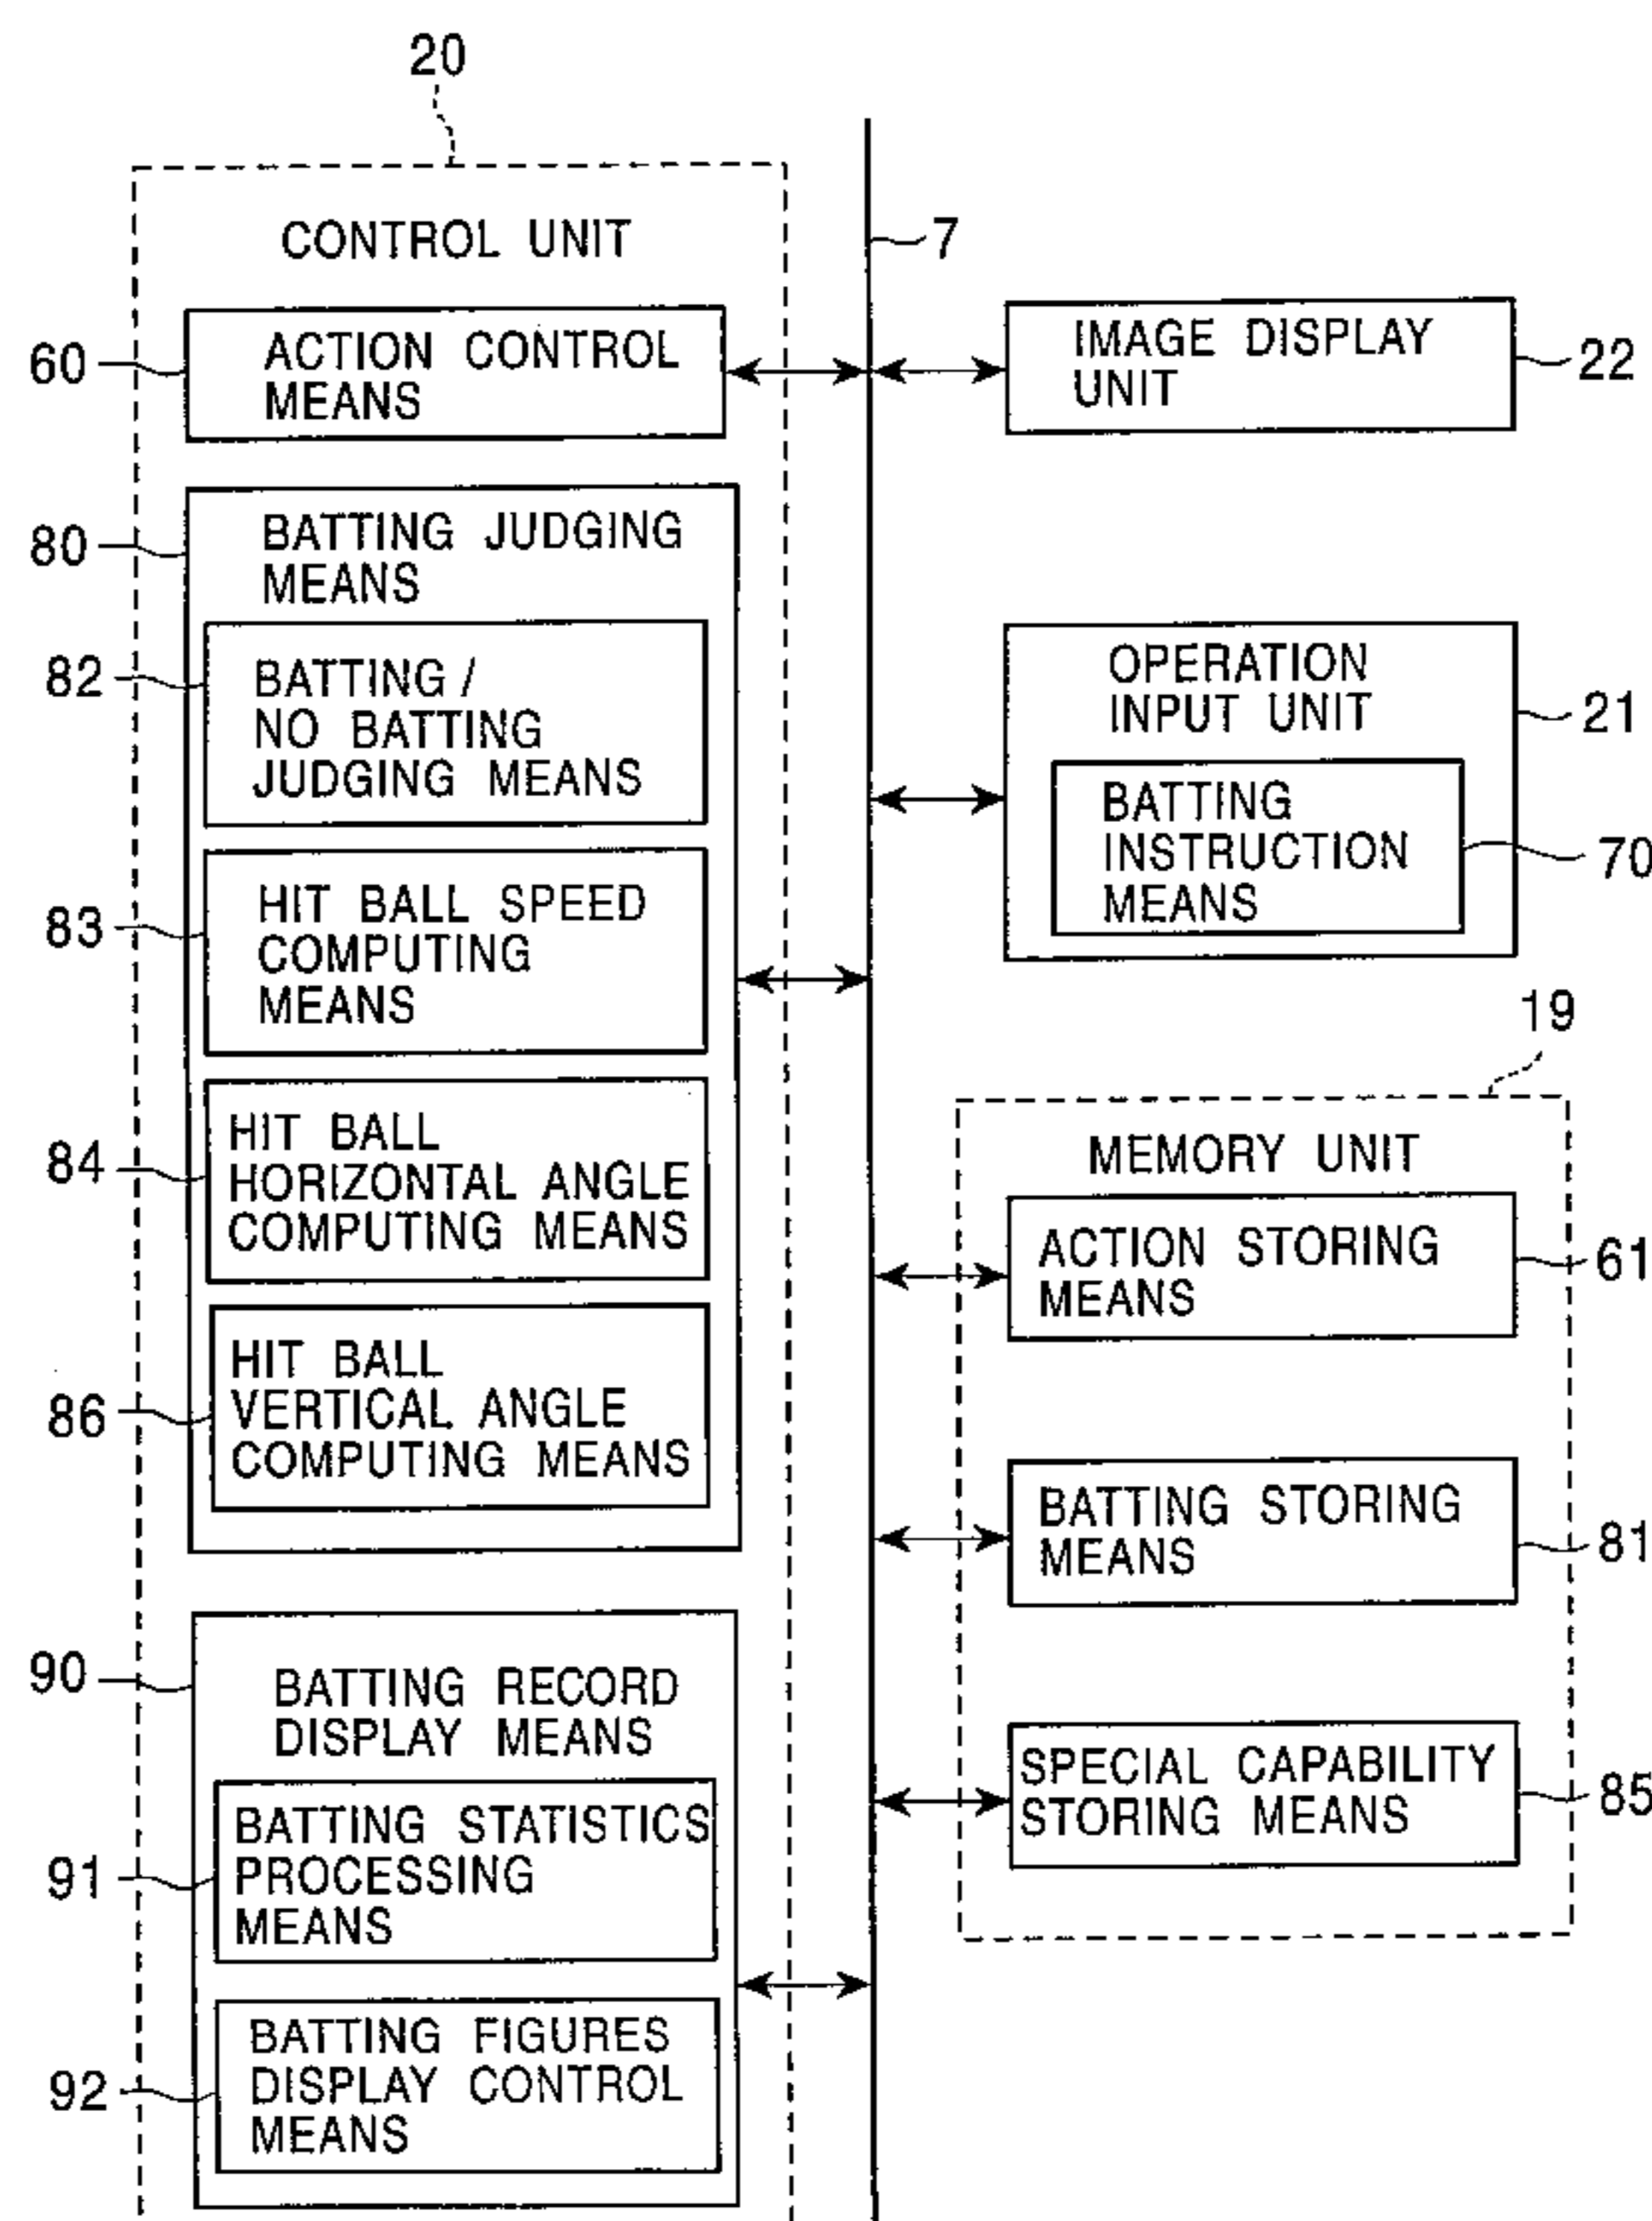 20
CONTROL UNIT
7
60
ACTION CONTROL
MEANS
IMAGE DISPLAY
UNIT
22
80
BATTING JUDGING
MEANS
82
BATTING /
NO BATTING
JUDGING MEANS
OPERATION
INPUT UNIT
21
BATTING
INSTRUCTION
MEANS
70
83
HIT BALL SPEED
COMPUTING
MEANS
19
84
HIT BALL
HORIZONTAL ANGLE
COMPUTING MEANS
MEMORY UNIT
ACTION STORING
MEANS
61
86
HIT BALL
VERTICAL ANGLE
COMPUTING MEANS
BATTING STORING
MEANS
81
90
BATTING RECORD
DISPLAY MEANS
SPECIAL CAPABILITY
STORING MEANS
85
91
BATTING STATISTICS
PROCESSING
MEANS
92
BATTING FIGURES
DISPLAY CONTROL
MEANS